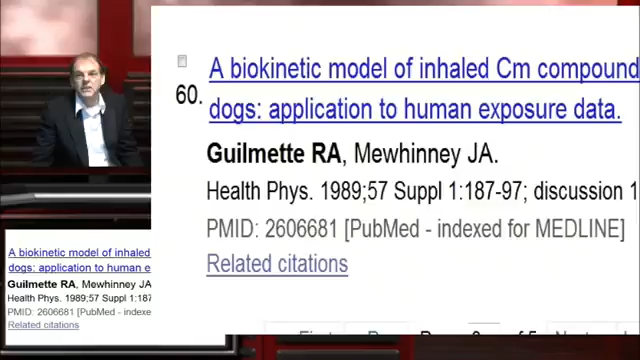 A biokinetic model of inhaled Cm compound
60.
dogs: application to human exposure data.
Guilmette RA, Mewhinney JA.
Health Phys. 1989;57 Suppl 1:187-97; discussion 1
PMID: 2606681 [PubMed - indexed for MEDLINE]
Related citations
A biokinetic model of inhaled
dogs: application to human e
Guilmette RA, Mewhinney JA
Health Phys. 1989;57 Suppl 1:187
PMID: 2606681 [PubMed - indexe
Related citations